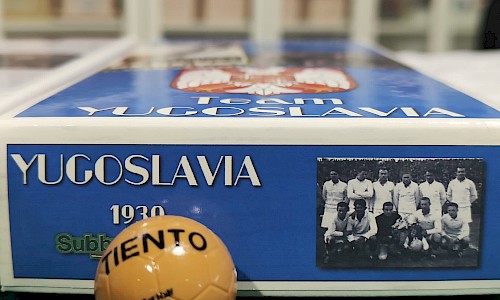 Team
YUGOSLAVIA
YUGOSLAVIA
1930
Subb
TIENTO